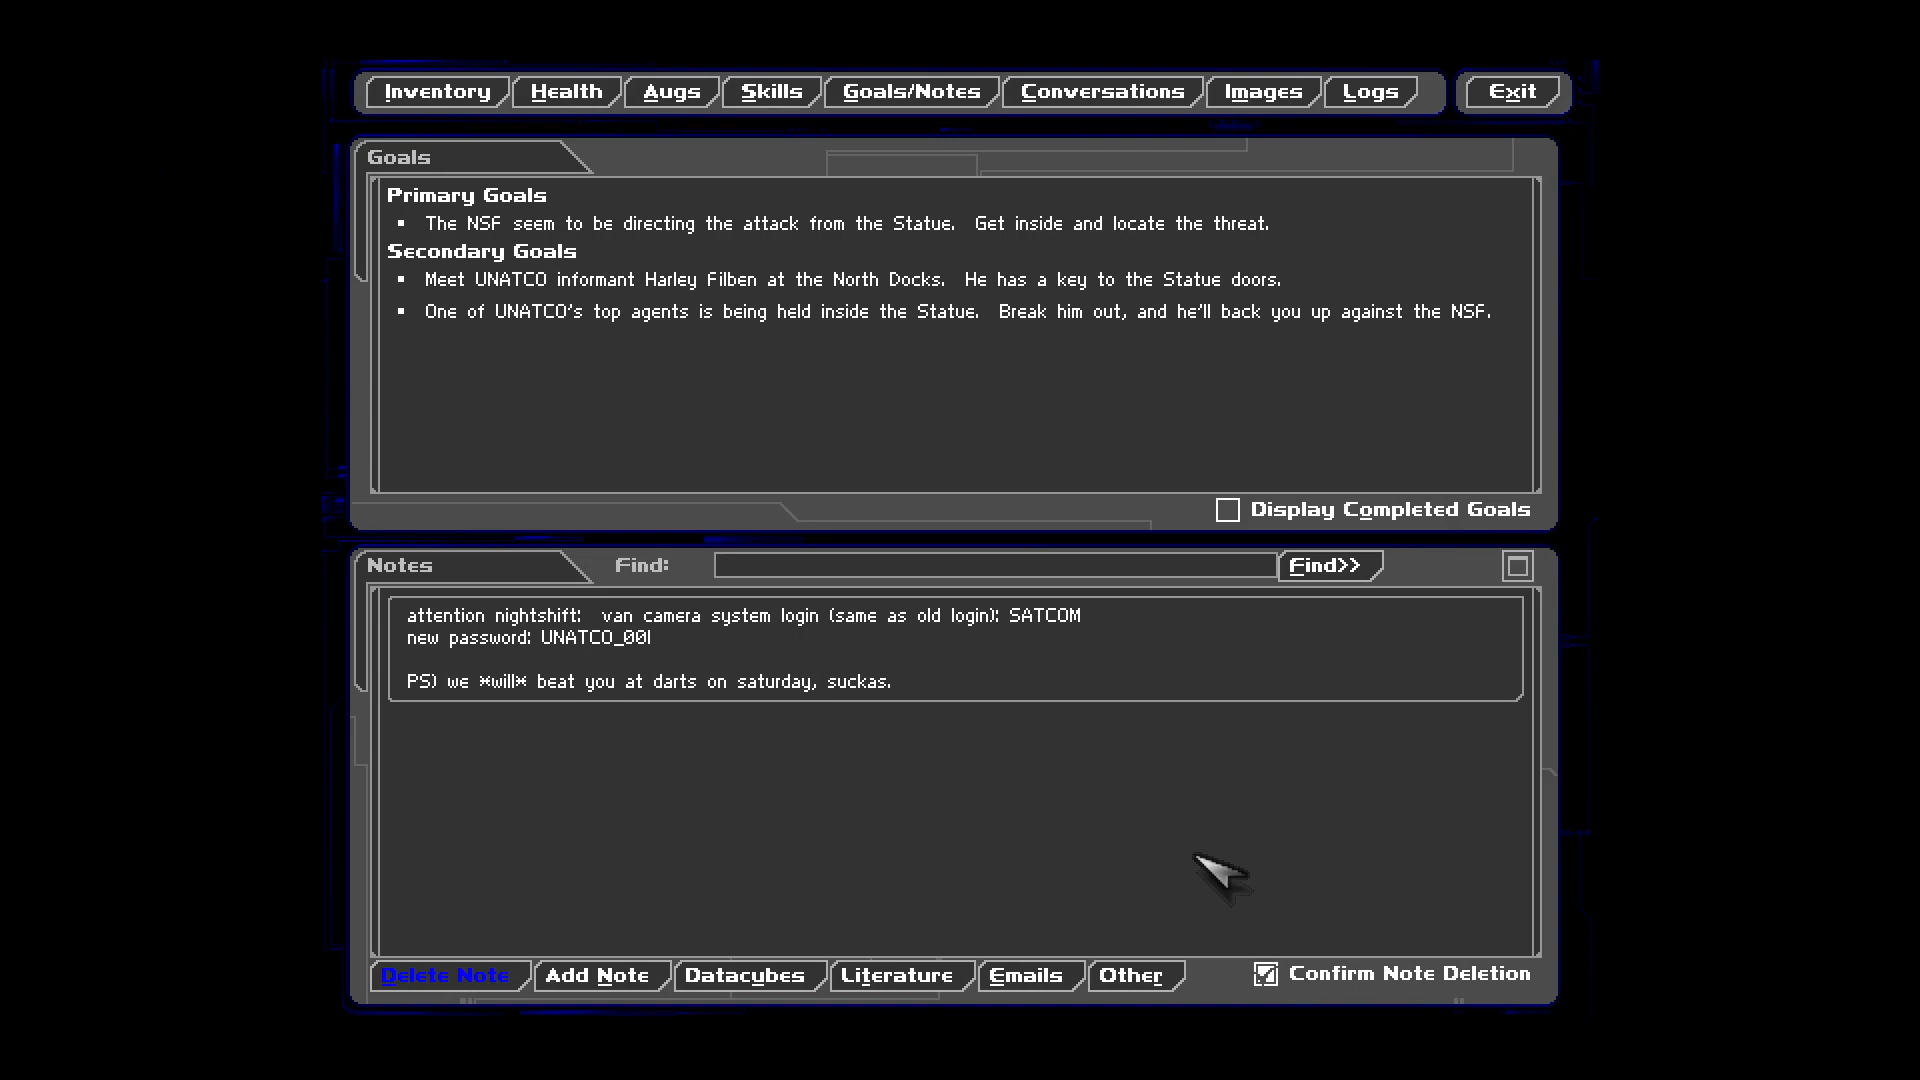 Inventory Health Augs Skills Goals/Notes Conversations Images Logs Exit
Goals
Primary Goals
▪ The NSF seem to be directing the attack from the Statue. Get inside and locate the threat.
Secondary Goals
▪ Meet UNATCO informant Harley Filben at the North Docks. He has a key to the Statue doors.
▪ One of UNATCO's top agents is being held inside the Statue. Break him out, and he'll back you up against the NSF.
Display Completed Goals
Notes Find: Find>>
attention nightshift: van camera system login (same as old login): SATCOM
new password: UNATCO_001
PS) we *will* beat you at darts on saturday, suckas.
Delete Note Add Note Datacubes Literature Emails Other Confirm Note Deletion